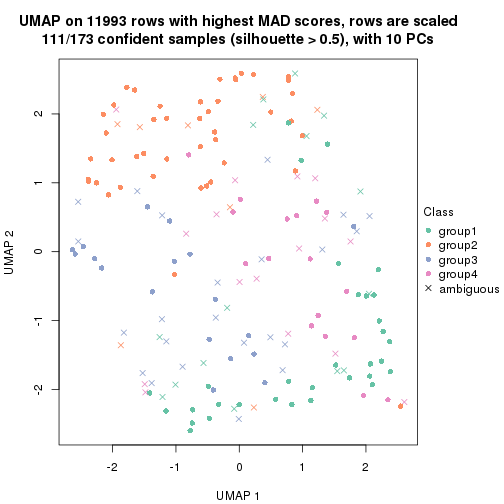 UMAP on 11993 rows with highest MAD scores, rows are scaled
111/173 confident samples (silhouette > 0.5), with 10 PCs
UMAP 2
2
1
0
-1
-2
-2
-1
0
1
2
UMAP 1
Class
group1
group2
group3
group4
ambiguous